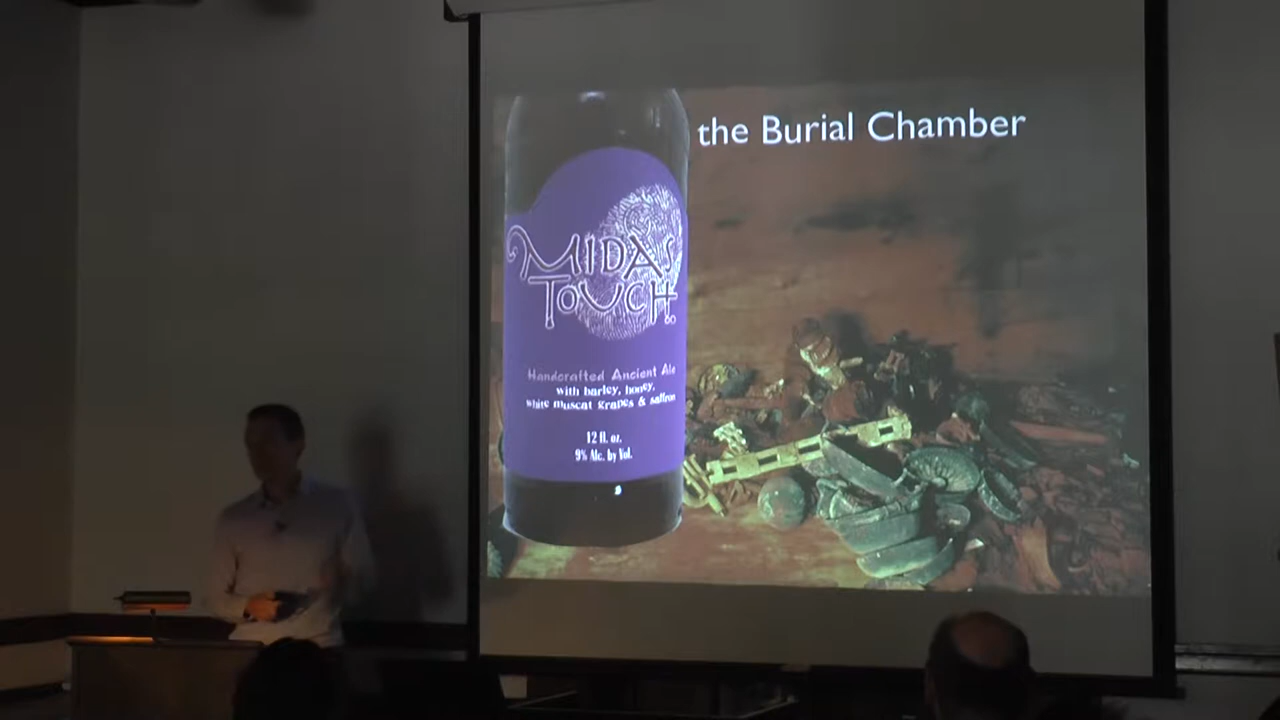 the Burial Chamber
MIDAS
TOUCH
Handcrafted Ancient Ale
with barley, honey,
white muscat grapes & saffron
12 fl. oz.
9% Alc. by Vol.